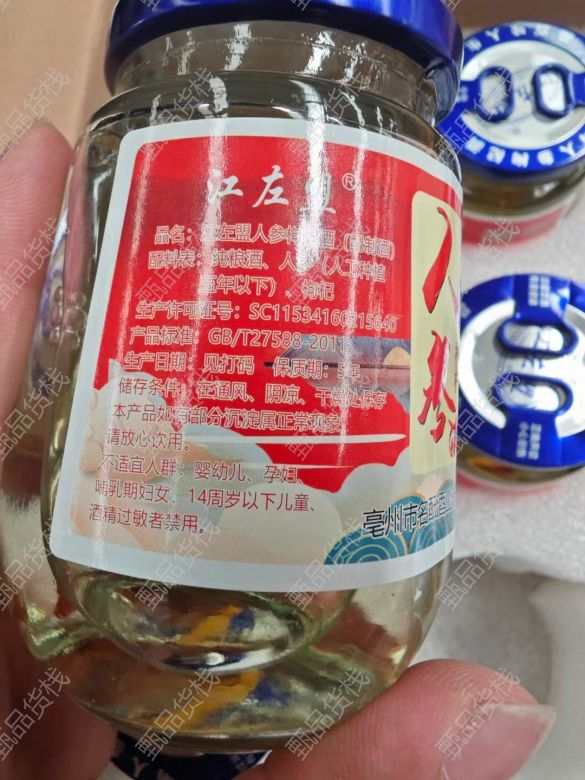 江左盟®
品名：江左盟人参枸杞酒（配制酒）
配料表：纯粮酒、人参（人工种植
5年以下）、枸杞
生产许可证号：SC11534160215640
产品标准：GB/T27588-2011
生产日期：见打码 保质期：5年
储存条件：在通风、阴凉、干燥处保存
本产品如有部分沉淀属正常现象
请放心饮用。
不适宜人群：婴幼儿、孕妇、
哺乳期妇女、14周岁以下儿童、
酒精过敏者禁用。
人参
亳州市名酝酒
甄品货栈